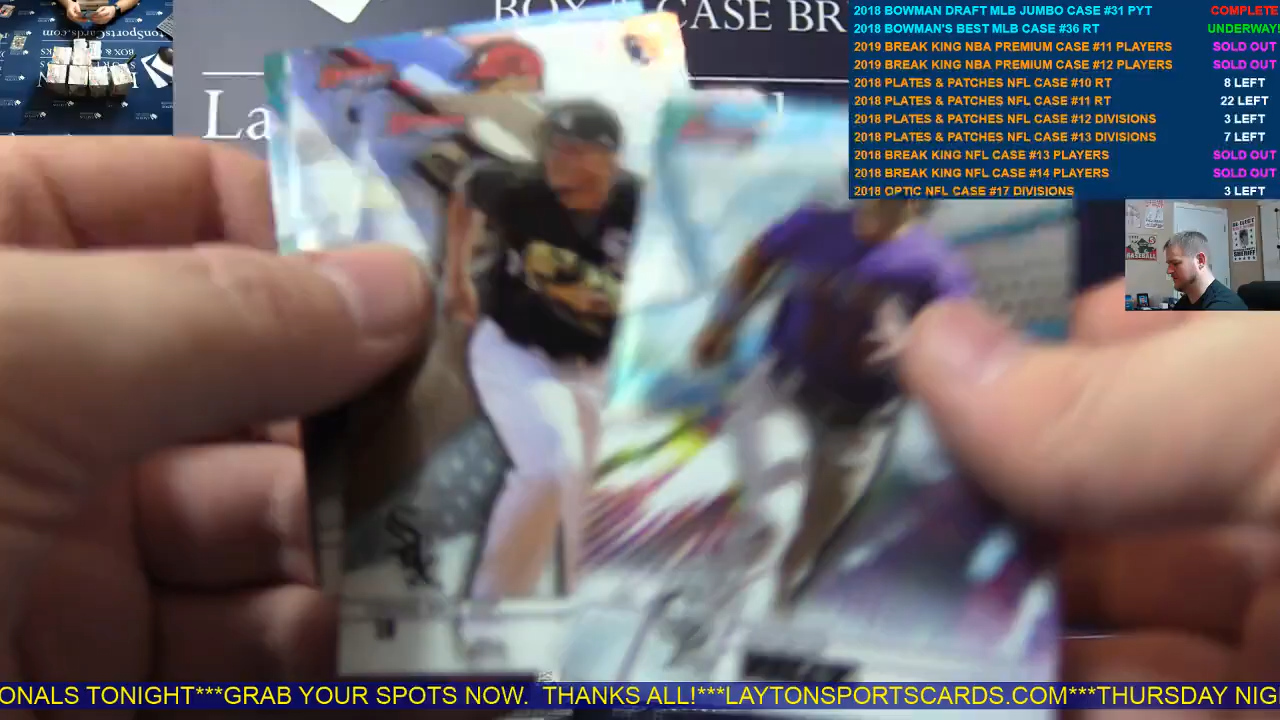 BOX & CASE BR
La
2018 BOWMAN DRAFT MLB JUMBO CASE #31 PYT COMPLETE
2018 BOWMAN'S BEST MLB CASE #36 RT UNDERWAY!
2019 BREAK KING NBA PREMIUM CASE #11 PLAYERS SOLD OUT
2019 BREAK KING NBA PREMIUM CASE #12 PLAYERS SOLD OUT
2018 PLATES & PATCHES NFL CASE #10 RT 8 LEFT
2018 PLATES & PATCHES NFL CASE #11 RT 22 LEFT
2018 PLATES & PATCHES NFL CASE #12 DIVISIONS 3 LEFT
2018 PLATES & PATCHES NFL CASE #13 DIVISIONS 7 LEFT
2018 BREAK KING NFL CASE #13 PLAYERS SOLD OUT
2018 BREAK KING NFL CASE #14 PLAYERS SOLD OUT
2018 OPTIC NFL CASE #17 DIVISIONS 3 LEFT
ONALS TONIGHT***GRAB YOUR SPOTS NOW. THANKS ALL!***LAYTONSPORTSCARDS.COM***THURSDAY NIG